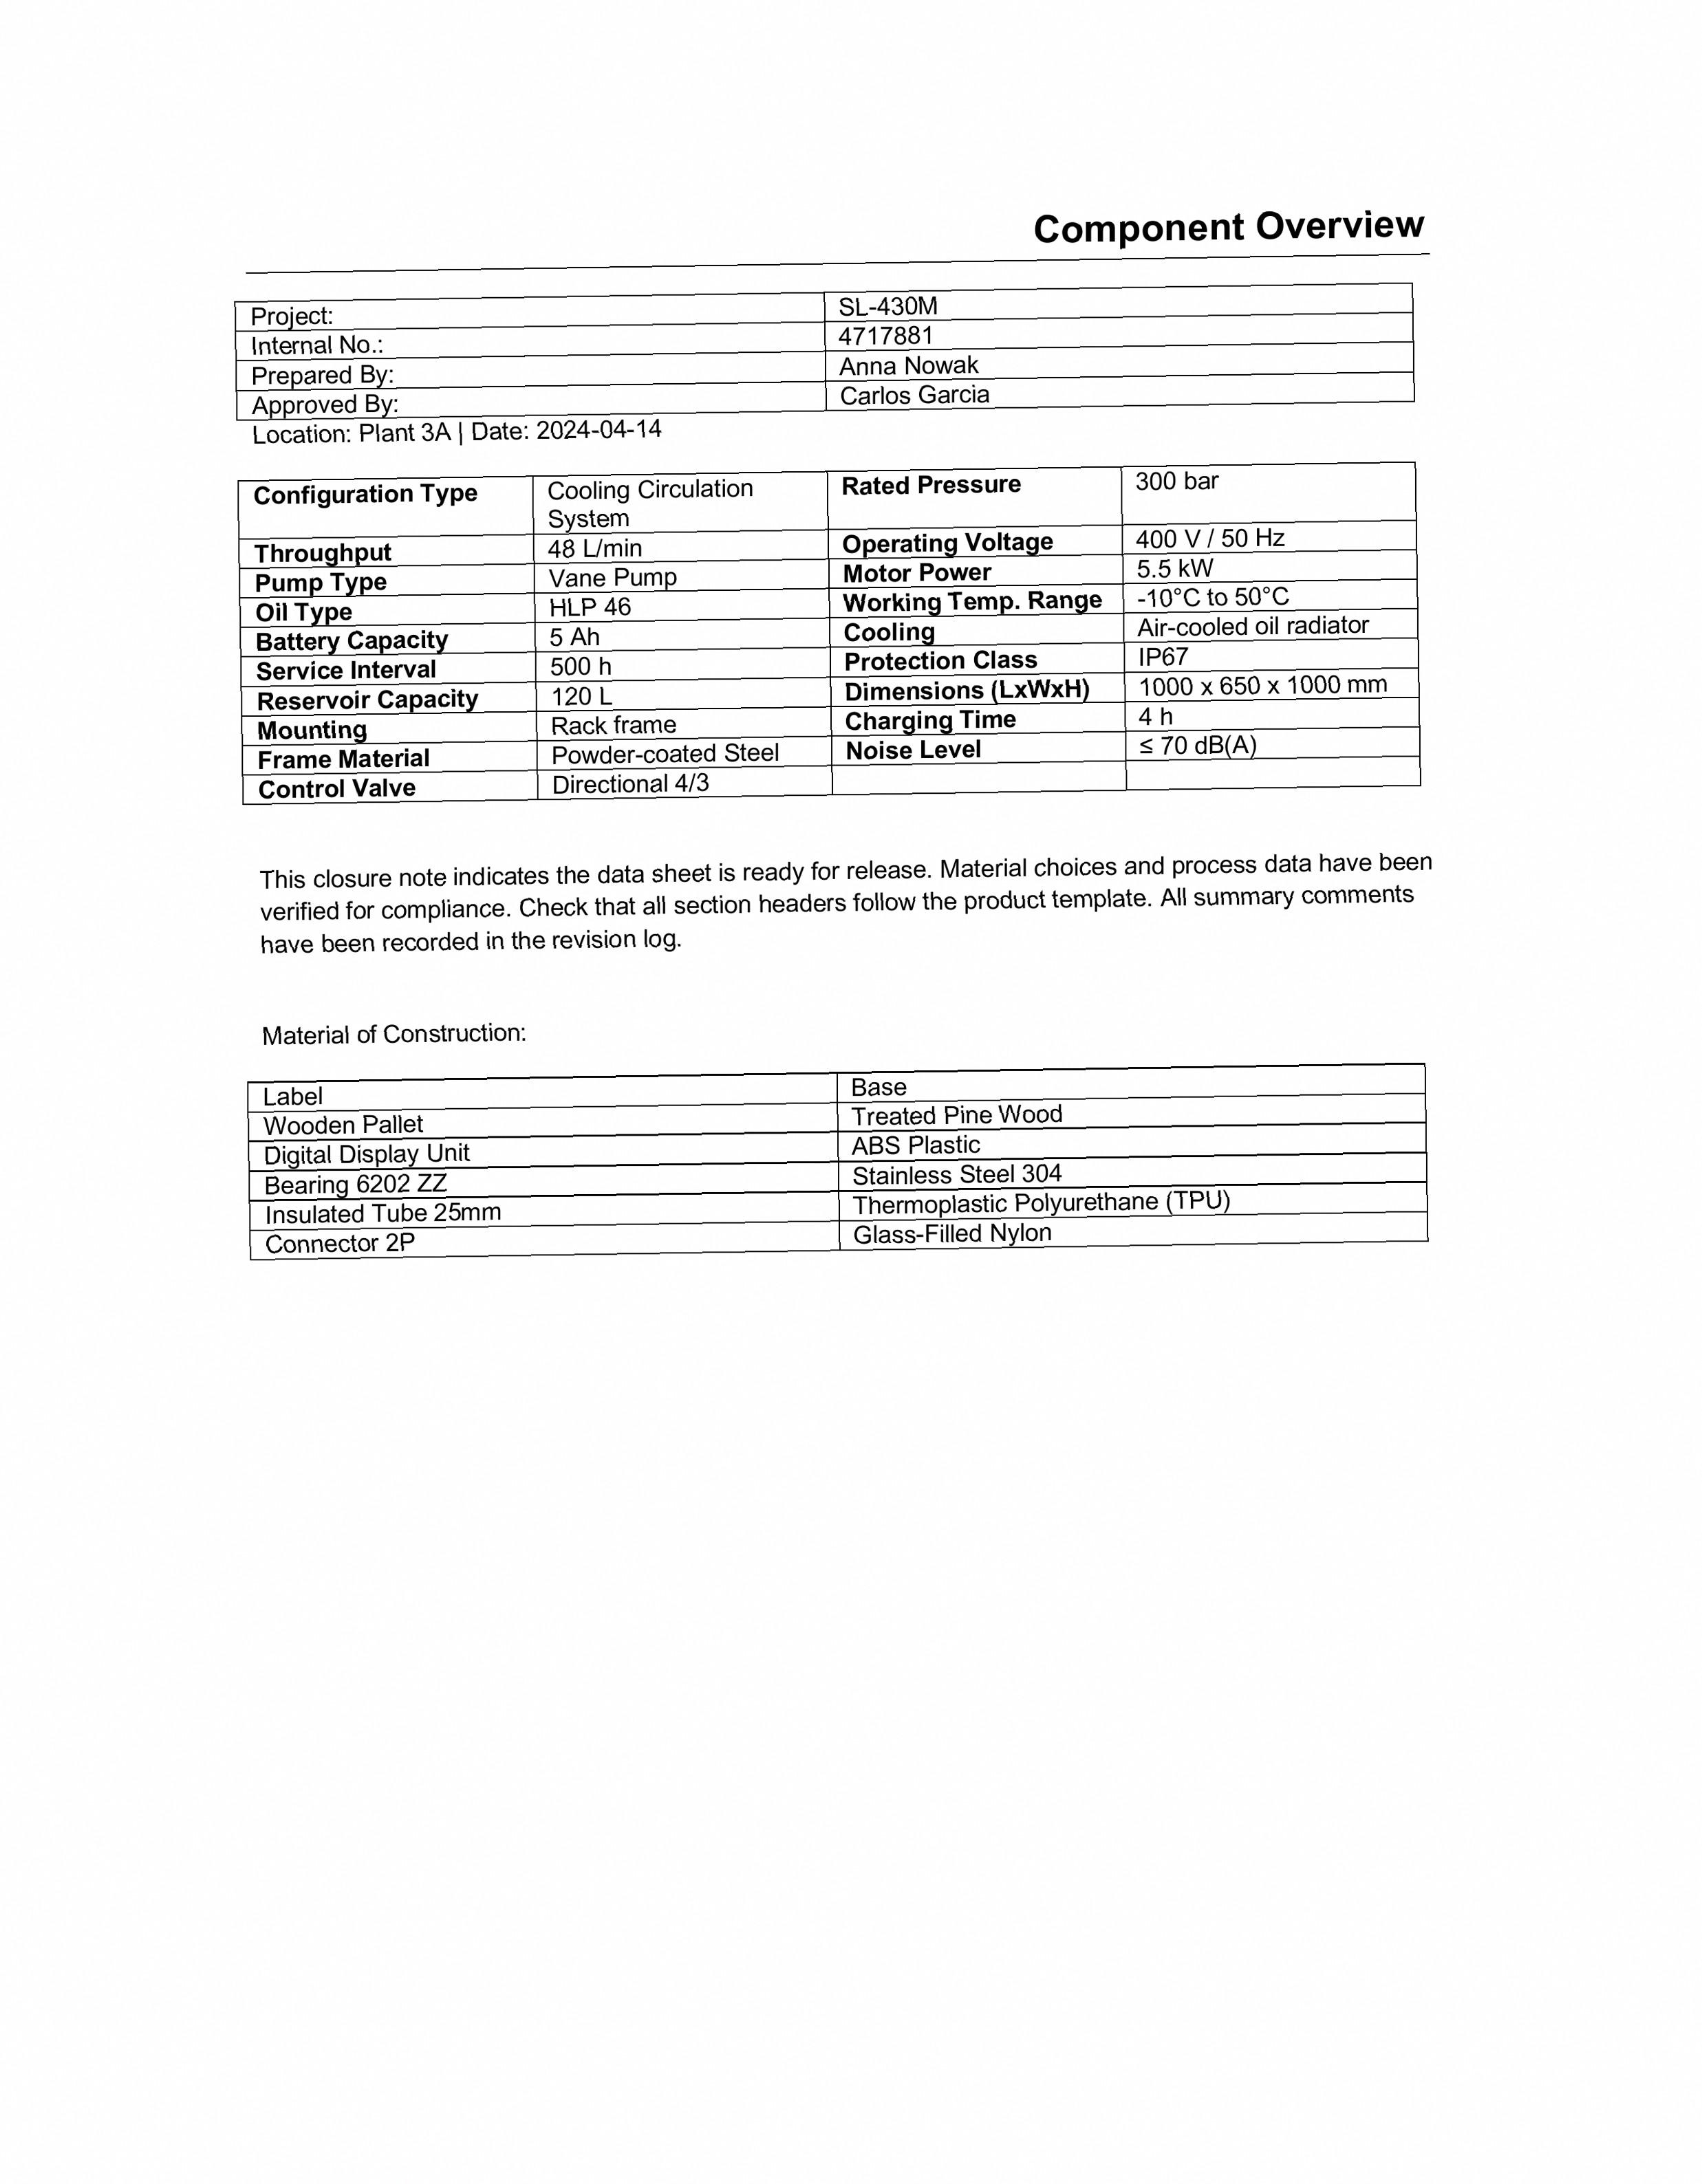 Component Overview
Project: SL-430M
Internal No.: 4717881
Prepared By: Anna Nowak
Approved By: Carlos Garcia
Location: Plant 3A | Date: 2024-04-14
Configuration Type Cooling Circulation System Rated Pressure 300 bar
Throughput 48 L/min Operating Voltage 400 V / 50 Hz
Pump Type Vane Pump Motor Power 5.5 kW
Oil Type HLP 46 Working Temp. Range -10°C to 50°C
Battery Capacity 5 Ah Cooling Air-cooled oil radiator
Service Interval 500 h Protection Class IP67
Reservoir Capacity 120 L Dimensions (LxWxH) 1000 x 650 x 1000 mm
Mounting Rack frame Charging Time 4 h
Frame Material Powder-coated Steel Noise Level ≤ 70 dB(A)
Control Valve Directional 4/3
This closure note indicates the data sheet is ready for release. Material choices and process data have been
verified for compliance. Check that all section headers follow the product template. All summary comments
have been recorded in the revision log.
Material of Construction:
Label Base
Wooden Pallet Treated Pine Wood
Digital Display Unit ABS Plastic
Bearing 6202 ZZ Stainless Steel 304
Insulated Tube 25mm Thermoplastic Polyurethane (TPU)
Connector 2P Glass-Filled Nylon